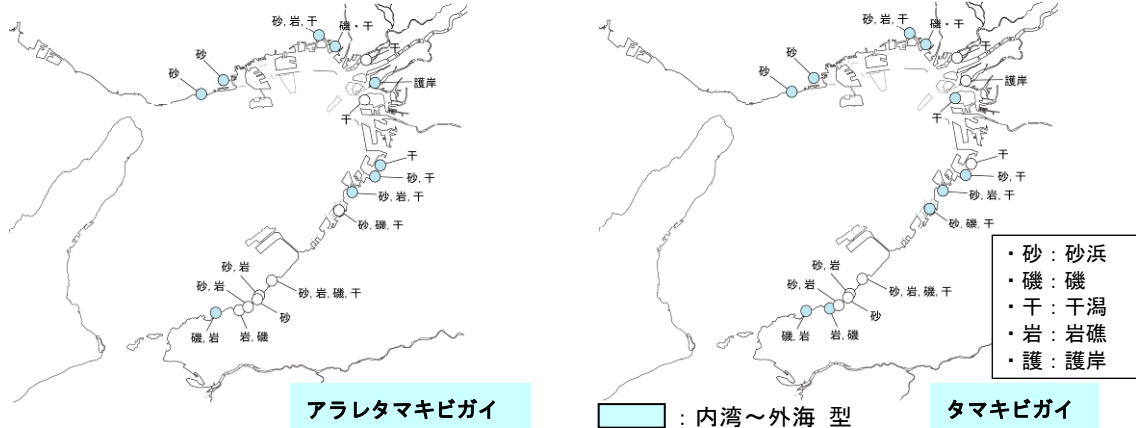 砂, 岩, 干
磯・干
干
砂
砂
護岸
干
干
砂, 干
砂, 岩, 干
砂, 磯, 干
砂, 岩
砂, 岩
砂, 岩, 磯, 干
砂
磯, 岩
岩, 磯
アラレタマキビガイ
砂, 岩, 干
磯・干
干
砂
砂
護岸
干
干
砂, 干
砂, 岩, 干
砂, 磯, 干
砂, 岩
砂, 岩
砂, 岩, 磯, 干
砂
磯, 岩
岩, 磯
・砂：砂浜
・磯：磯
・干：干潟
・岩：岩礁
・護：護岸
：内湾～外海 型
タマキビガイ